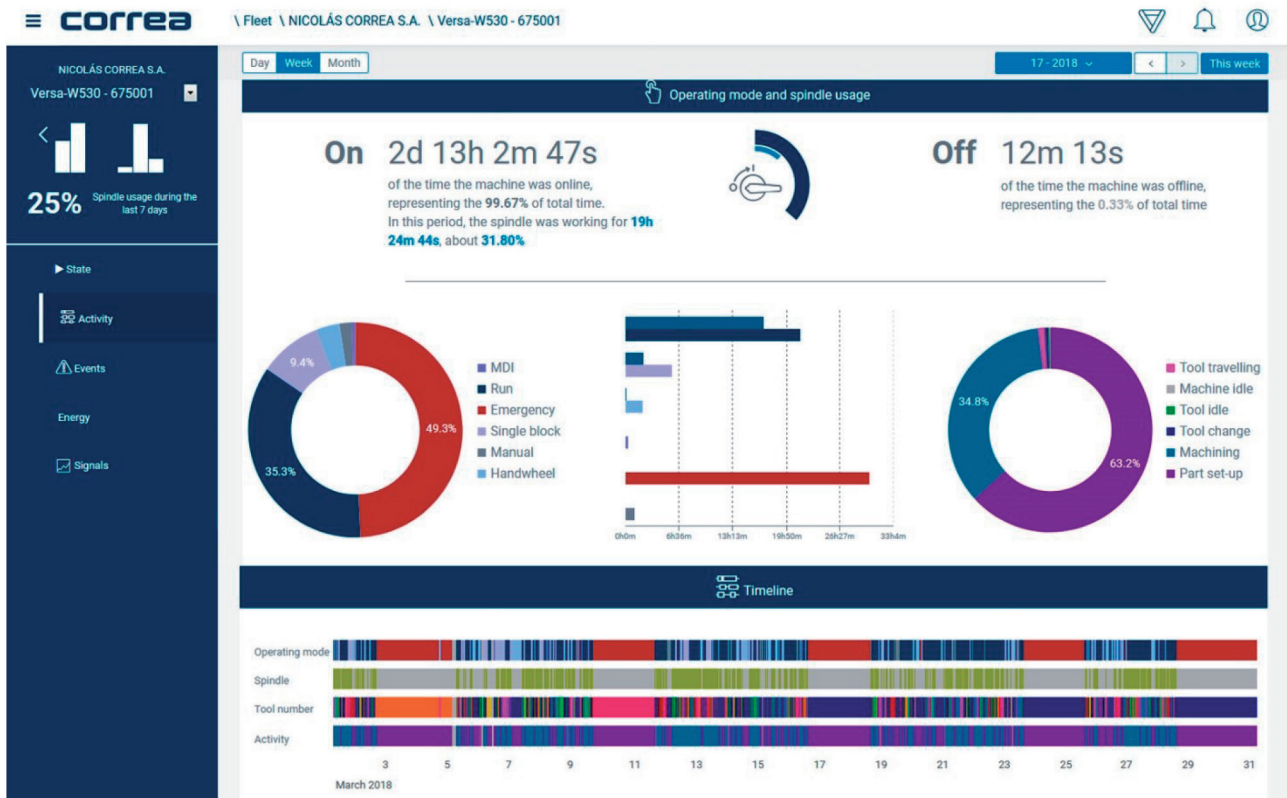 correa
\ Fleet \ NICOLÁS CORREA S.A. \ Versa-W530 - 675001
NICOLÁS CORREA S.A.
Versa-W530 - 675001
25%
Spindle usage during the
last 7 days
State
Activity
Events
Energy
Signals
Day Week Month
17 - 2018
< >
This week
Operating mode and spindle usage
On 2d 13h 2m 47s
of the time the machine was online,
representing the 99.67% of total time.
In this period, the spindle was working for 19h
24m 44s, about 31.80%
Off 12m 13s
of the time the machine was offline,
representing the 0.33% of total time
9.4%
49.3%
35.3%
MDI
Run
Emergency
Single block
Manual
Handwheel
0h0m 6h36m 13h13m 19h50m 26h27m 33h4m
34.8%
63.2%
Tool travelling
Machine idle
Tool idle
Tool change
Machining
Part set-up
Timeline
Operating mode
Spindle
Tool number
Activity
3 5 7 9 11 13 15 17 19 21 23 25 27 29 31
March 2018